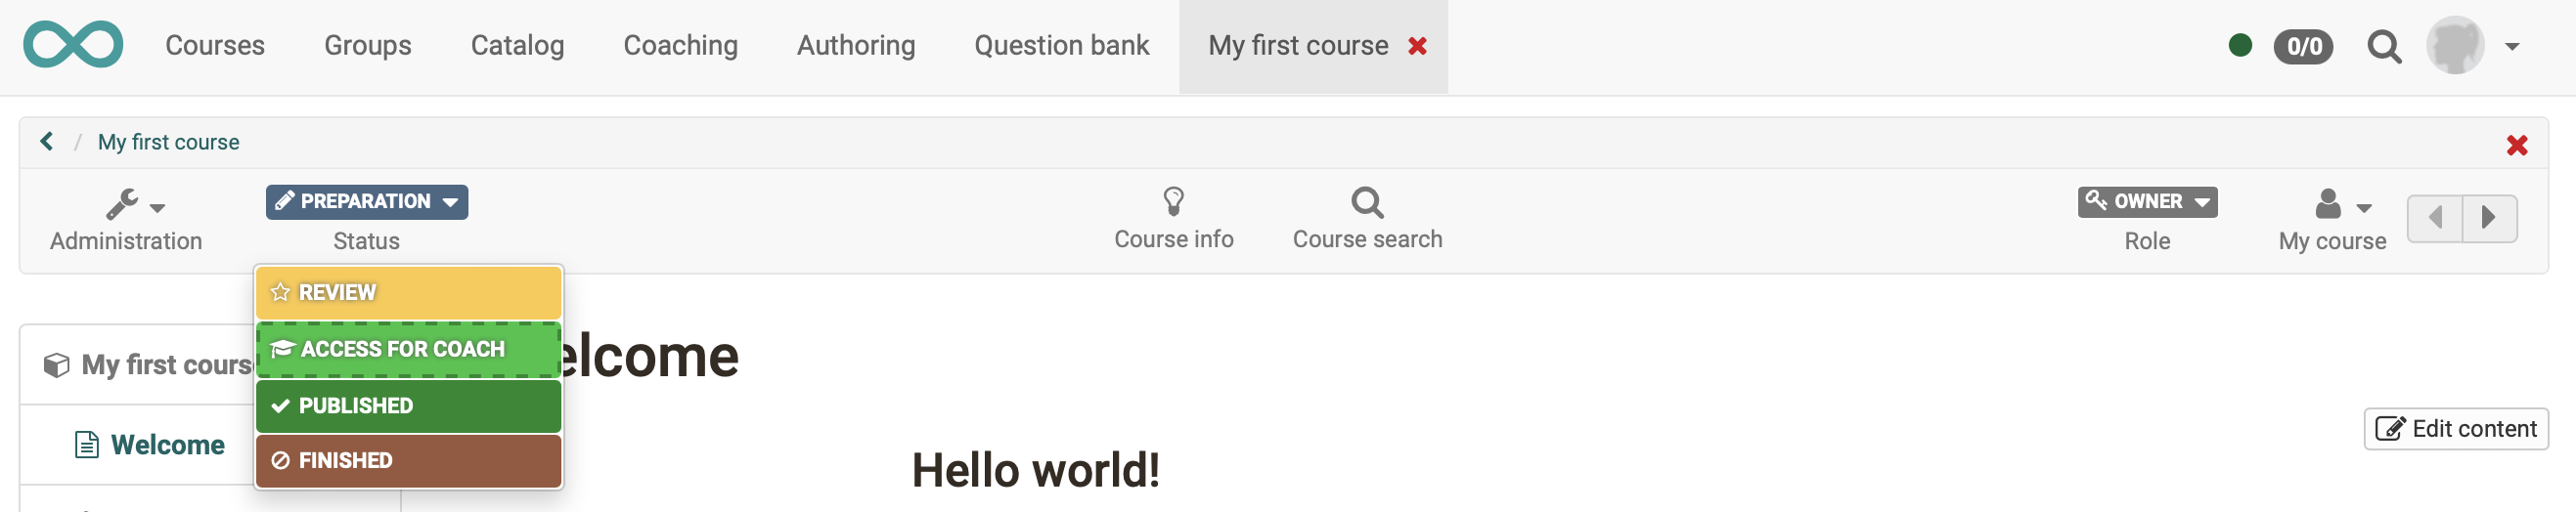 Courses Groups Catalog Coaching Authoring Question bank My first course 0/0
/ My first course
PREPARATION OWNER
Administration Status Course info Course search Role My course
REVIEW
ACCESS FOR COACH
elcome
My first cours
PUBLISHED
Edit content
Welcome
FINISHED
Hello world!